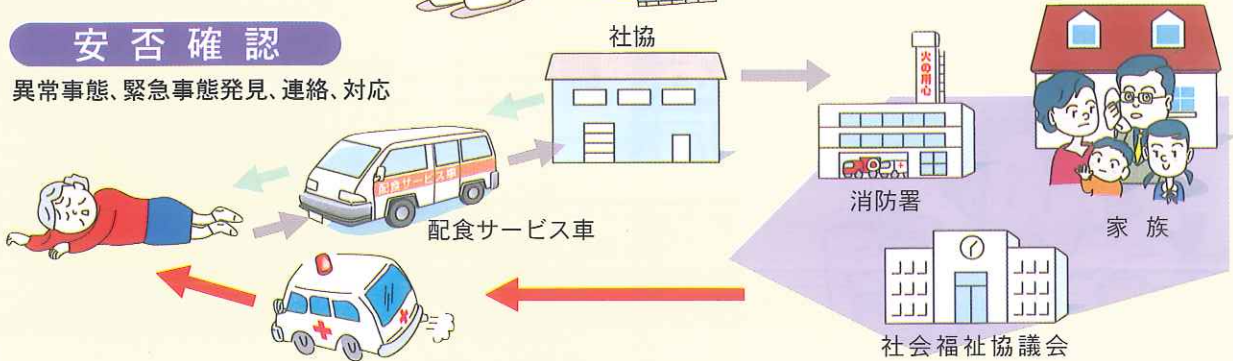 安否確認
異常事態、緊急事態発見、連絡、対応
社協
火の用心
配食サービス車
配食サービス車
消防署
家族
社会福祉協議会